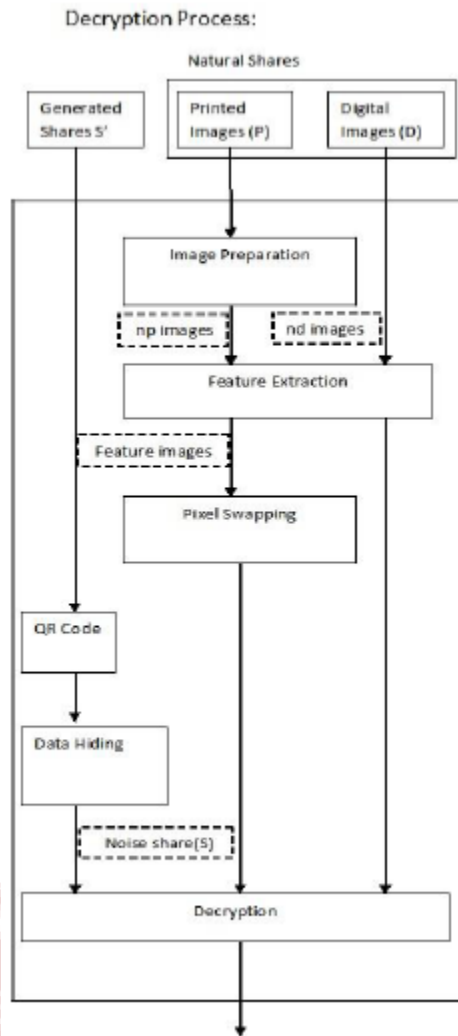 Decryption Process:
Natural Shares
Generated
Shares S'
Printed
Images (P)
Digital
Images (D)
Image Preparation
np images
nd images
Feature Extraction
Feature images
Pixel Swapping
QR Code
Data Hiding
Noise share(S)
Decryption